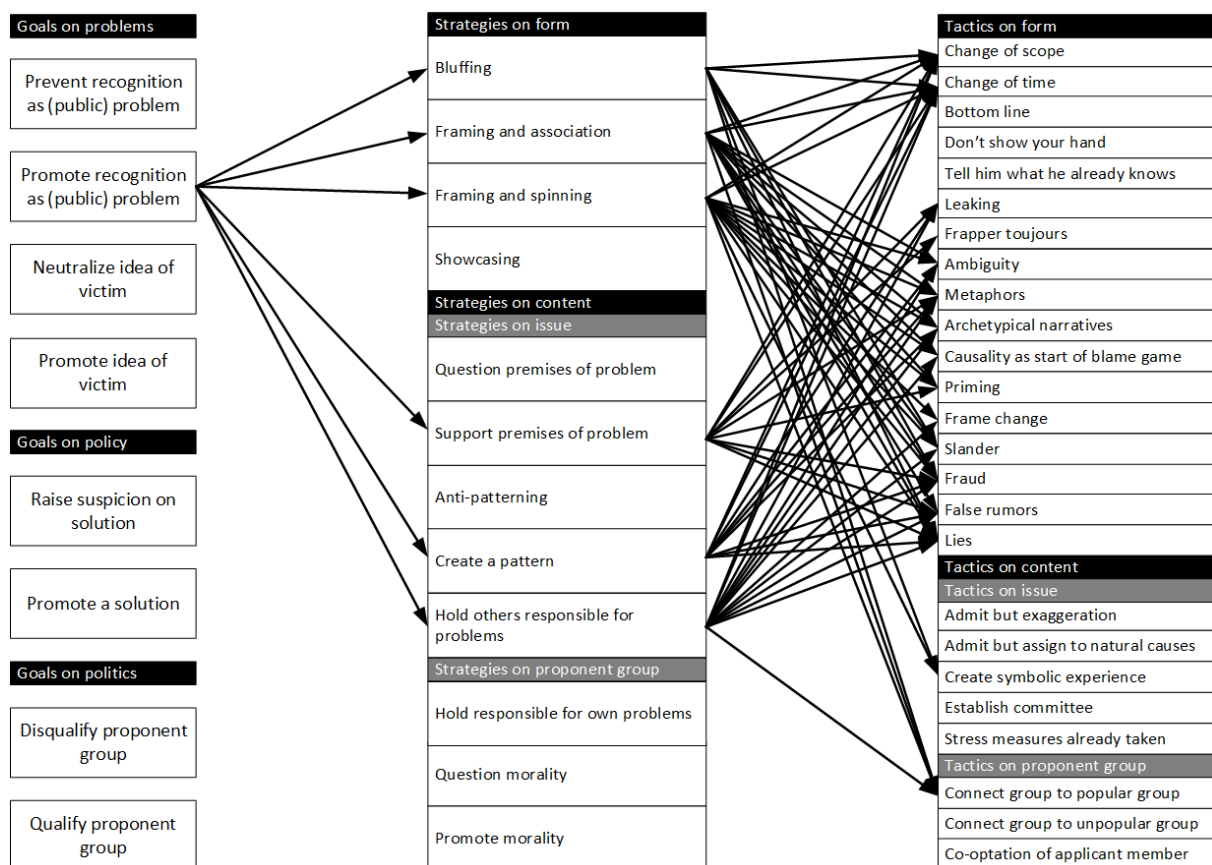 Goals on problems
Prevent recognition
as (public) problem
Promote recognition
as (public) problem
Neutralize idea of
victim
Promote idea of
victim
Goals on policy
Raise suspicion on
solution
Promote a solution
Goals on politics
Disqualify proponent
group
Qualify proponent
group
Strategies on form
Bluffing
Framing and association
Framing and spinning
Showcasing
Strategies on content
Strategies on issue
Question premises of problem
Support premises of problem
Anti-patterning
Create a pattern
Hold others responsible for
problems
Strategies on proponent group
Hold responsible for own problems
Question morality
Promote morality
Tactics on form
Change of scope
Change of time
Bottom line
Don't show your hand
Tell him what he already knows
Leaking
Frapper toujours
Ambiguity
Metaphors
Archetypical narratives
Causality as start of blame game
Priming
Frame change
Slander
Fraud
False rumors
Lies
Tactics on content
Tactics on issue
Admit but exaggeration
Admit but assign to natural causes
Create symbolic experience
Establish committee
Stress measures already taken
Tactics on proponent group
Connect group to popular group
Connect group to unpopular group
Co-optation of applicant member